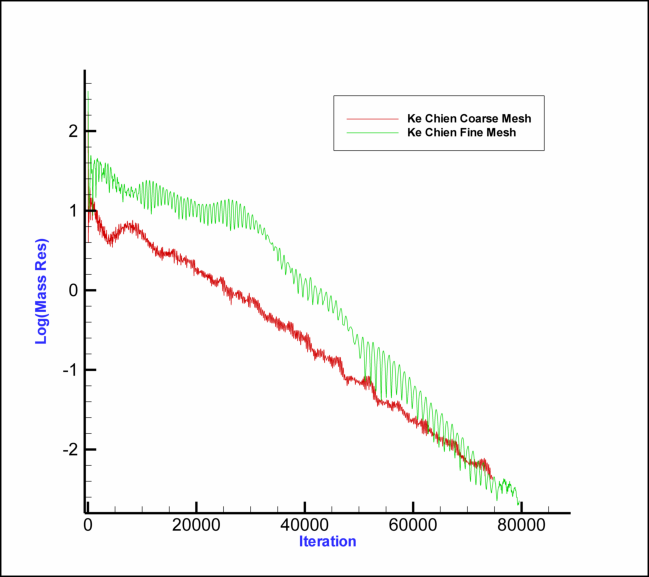 Ke Chien Coarse Mesh
Ke Chien Fine Mesh
2
1
0
-1
-2
Log(Mass Res)
0 20000 40000 60000 80000
Iteration